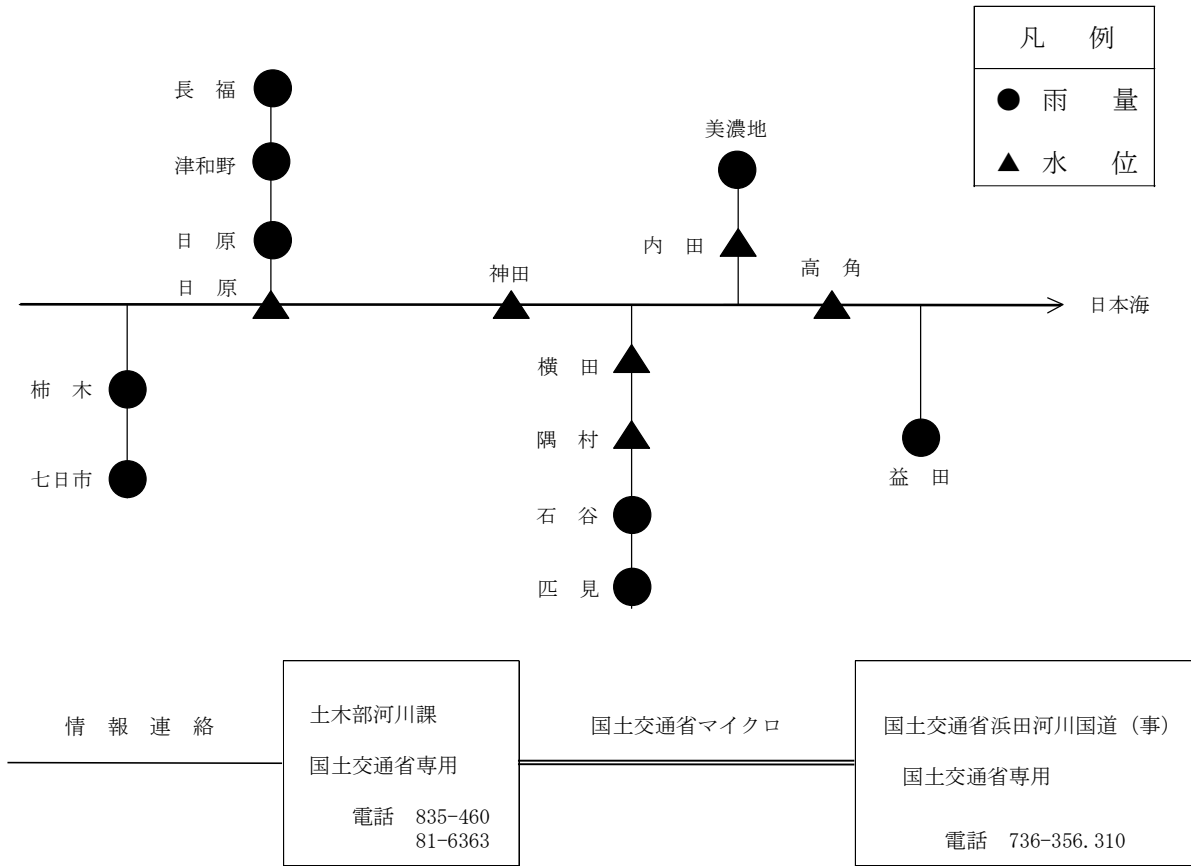 凡 例
雨 量
水 位
長 福
津和野
日 原
日 原
神田
美濃地
内 田
高 角
日本海
柿 木
七日市
横 田
隅 村
石 谷
匹 見
益 田
情 報 連 絡
土木部河川課
国土交通省専用
電話 835-460
81-6363
国土交通省マイクロ
国土交通省浜田河川国道（事）
国土交通省専用
電話 736-356.310